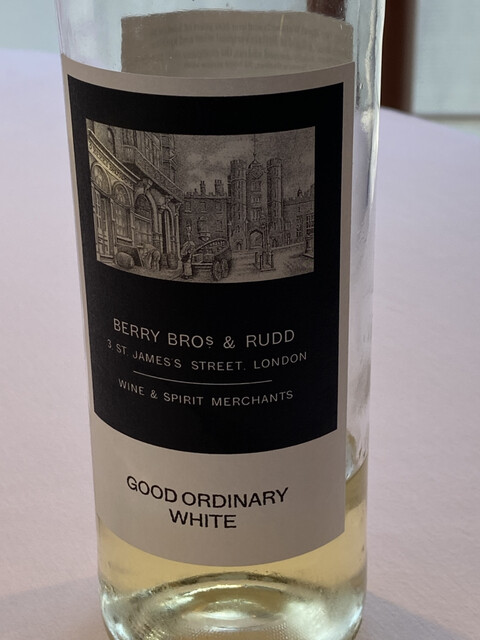 BERRY BROS & RUDD
3 ST. JAMES'S STREET. LONDON
WINE & SPIRIT MERCHANTS
GOOD ORDINARY
WHITE